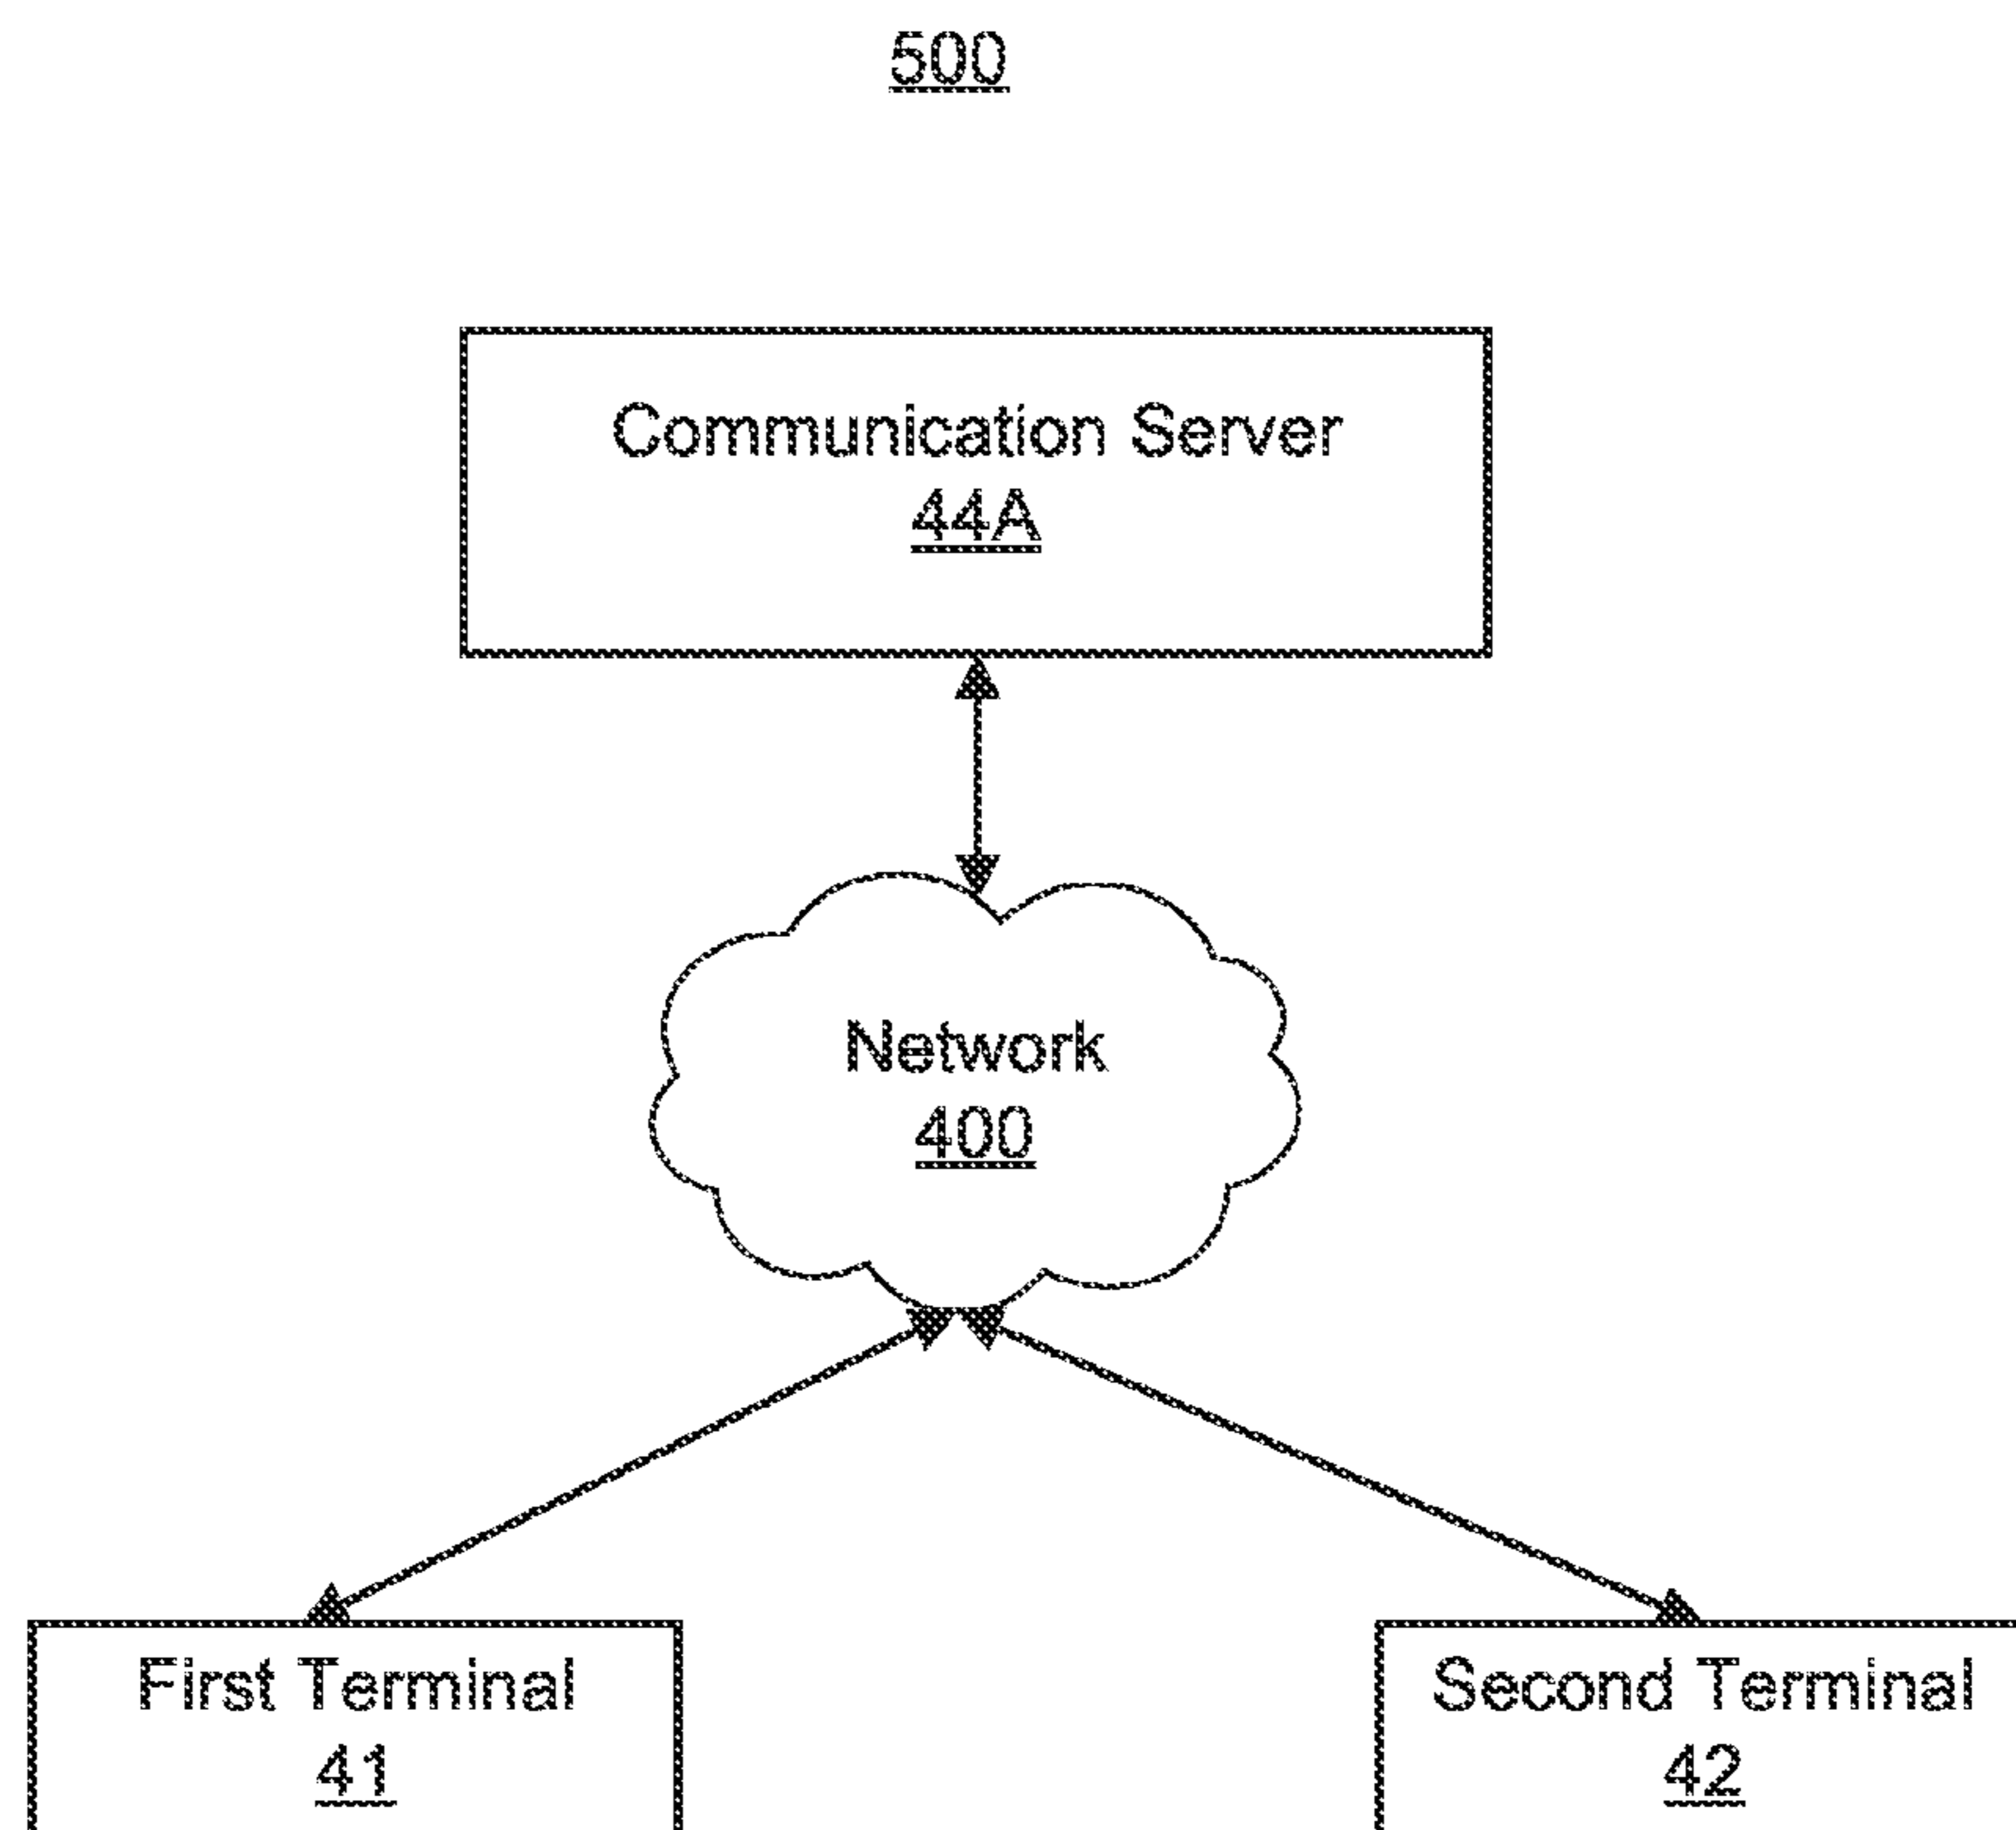 500
Communication Server
44A
Network
400
First Terminal
41
Second Terminal
42